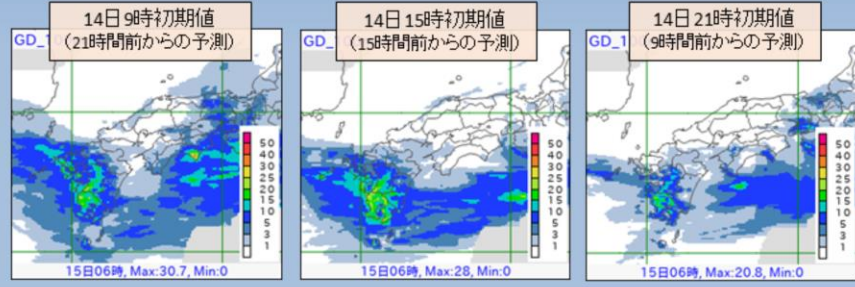 14日9時初期値
(21時間前からの予測)
GD_
50
40
30
25
20
15
10
5
3
1
15日06時, Max:30.7, Min:0
14日15時初期値
(15時間前からの予測)
GD_
50
40
30
25
20
15
10
5
3
1
15日06時, Max:28, Min:0
14日21時初期値
(9時間前からの予測)
GD_1
50
40
30
25
20
15
10
5
3
1
15日06時, Max:20.8, Min:0